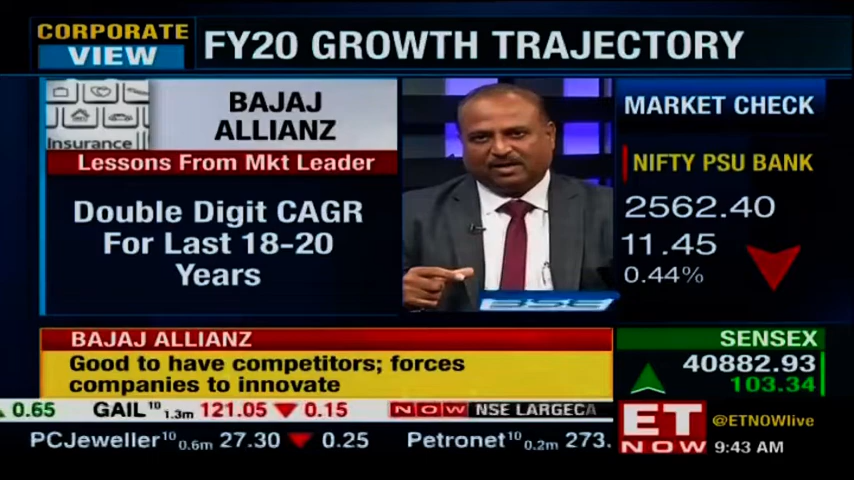 CORPORATE
VIEW
FY20 GROWTH TRAJECTORY
Insurance
BAJAJ
ALLIANZ
Lessons From Mkt Leader
Double Digit CAGR
For Last 18-20
Years
BSE
MARKET CHECK
NIFTY PSU BANK
2562.40
11.45
0.44%
BAJAJ ALLIANZ
Good to have competitors; forces
companies to innovate
SENSEX
40882.93
103.34
0.65 GAIL 10 1.3m 121.05 0.15 NOW NSE LARGECA
PCJeweller 10 0.6m 27.30 0.25 Petronet 10 0.2m 273.
ET
NOW
@ETNOWlive
9:43 AM